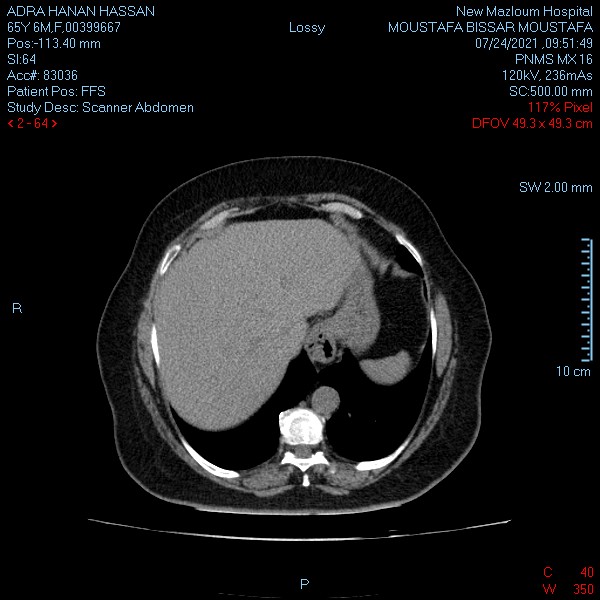 ADRA HANAN HASSAN
65Y 6M,F,00399667
Pos:-113.40 mm
SI:64
Acc#: 83036
Patient Pos: FFS
Study Desc: Scanner Abdomen
< 2 - 64 >
Lossy
New Mazloum Hospital
MOUSTAFA BISSAR MOUSTAFA
07/24/2021 ,09:51:49
PNMS MX 16
120kV, 236mAs
SC:500.00 mm
117% Pixel
DFOV 49.3 x 49.3 cm
SW 2.00 mm
R
10 cm
P
C 40
W 350